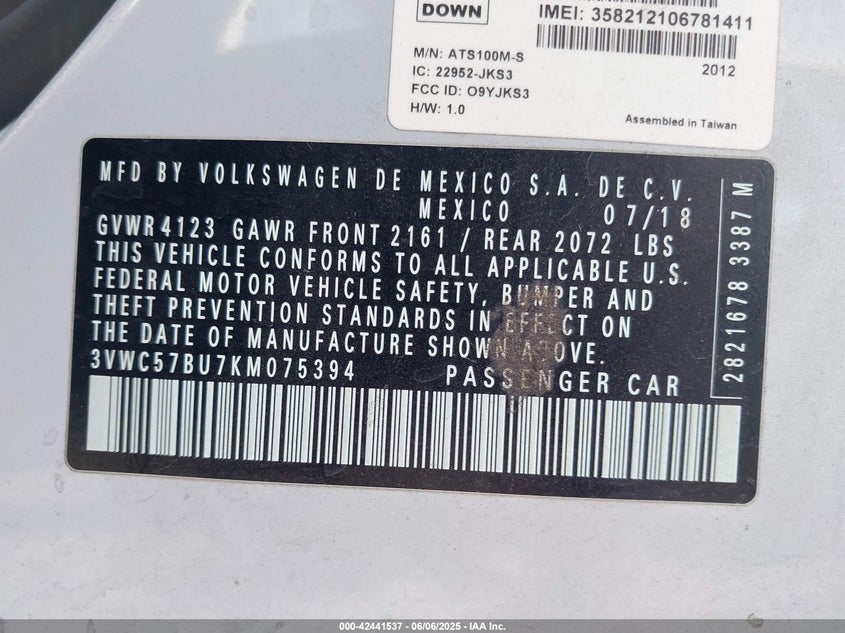 DOWN
IMEI: 358212106781411
M/N: ATS100M-S
2012
IC: 22952-JKS3
FCC ID: O9YJKS3
H/W: 1.0
Assembled in Taiwan
MFD BY VOLKSWAGEN DE MEXICO S.A. DE C.V.
MEXICO 07/18
GVWR 4123 GAWR FRONT 2161 / REAR 2072 LBS
THIS VEHICLE CONFORMS TO ALL APPLICABLE U.S.
FEDERAL MOTOR VEHICLE SAFETY, BUMPER AND
THEFT PREVENTION STANDARDS IN EFFECT ON
THE DATE OF MANUFACTURE SHOWN ABOVE.
3VWC57BU7KM075394 PASSENGER CAR
2821678 3387 M
000-42441537 - 06/06/2025 - IAA Inc.